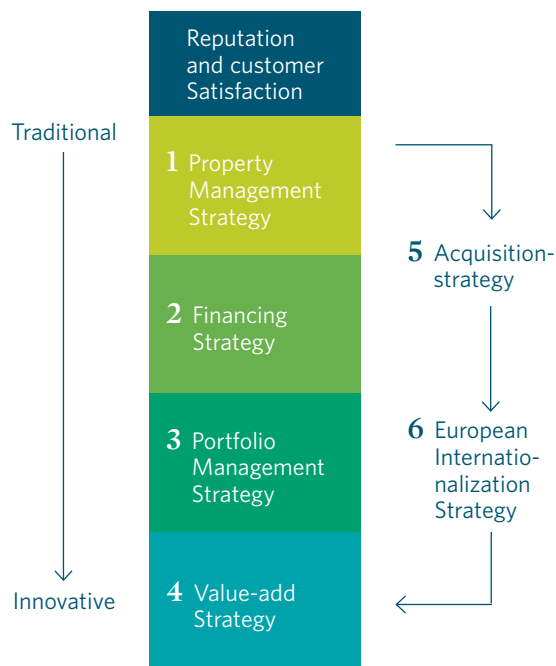 Reputation
and customer
Satisfaction
Traditional
1 Property
Management
Strategy
5 Acquisition-
strategy
2 Financing
Strategy
3 Portfolio
Management
Strategy
6 European
Internatio-
nalization
Strategy
Innovative
4 Value-add
Strategy